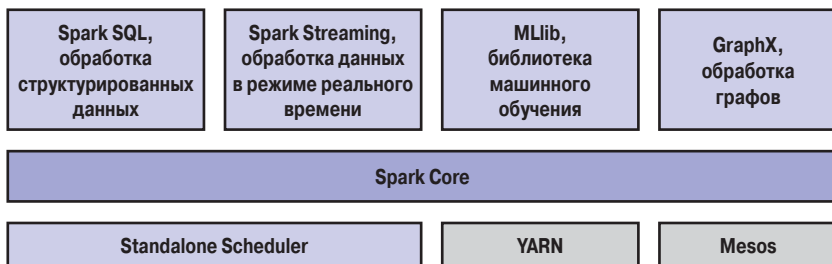 Spark SQL,
обработка
структурированных
данных
Spark Streaming,
обработка данных
в режиме реального
времени
MLlib,
библиотека
машинного
обучения
GraphX,
обработка
графов
Spark Core
Standalone Scheduler
YARN
Mesos